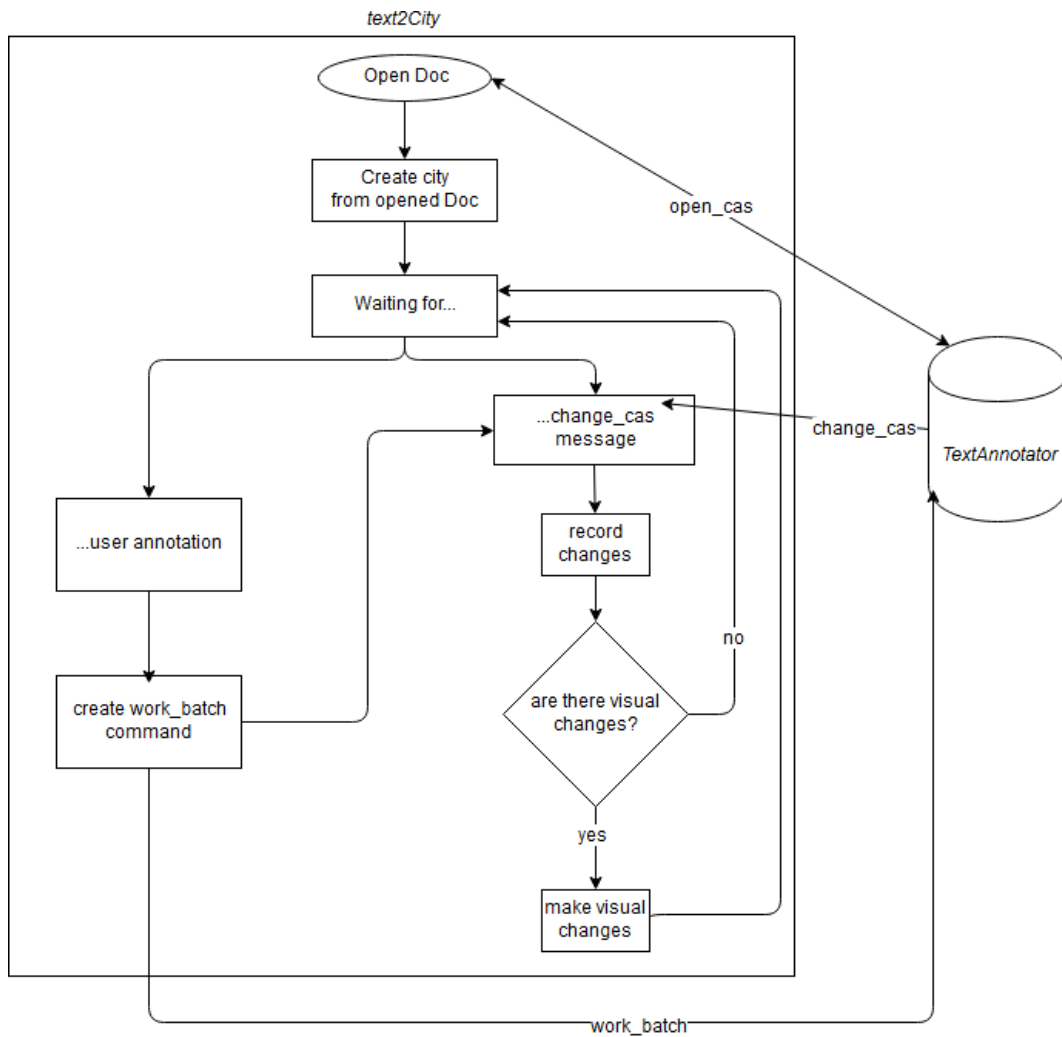 text2City
Open Doc
Create city
from opened Doc
open_cas
Waiting for...
...change_cas
message
change_cas
TextAnnotator
...user annotation
record
changes
no
create work_batch
command
are there visual
changes?
yes
make visual
changes
work_batch